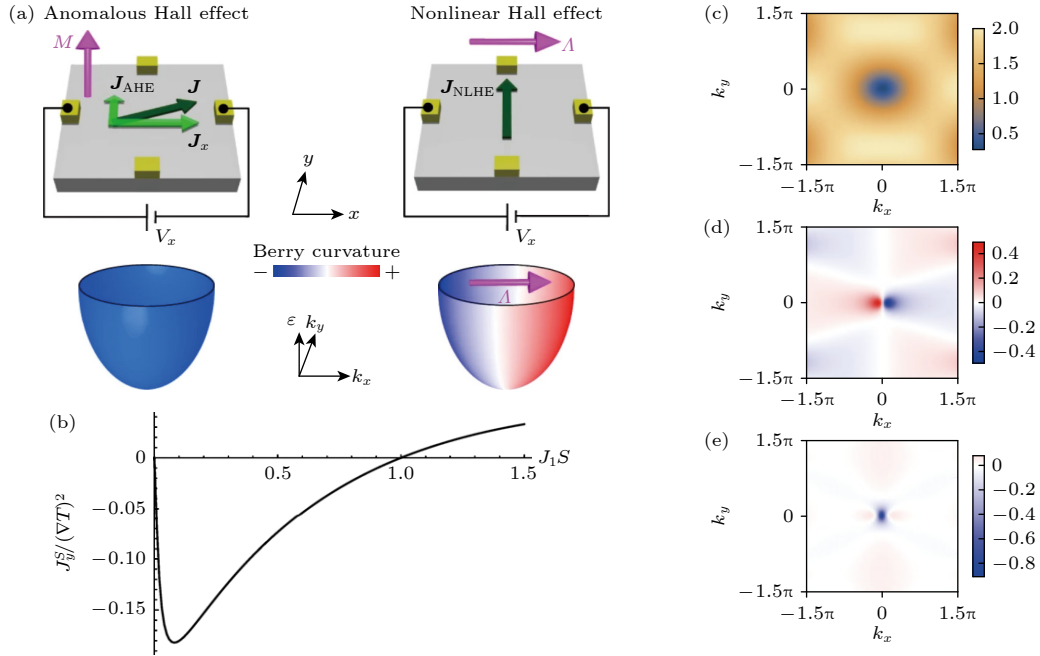 (a) Anomalous Hall effect
Nonlinear Hall effect
M
J_AHE
J
J_x
V_x
Λ
J_NLHE
y
x
Berry curvature
− +
Λ
ε
k_y
k_x
(b)
0
0.5
1.0
1.5
J₁S
−0.05
−0.10
−0.15
J_y^S/(∇T)²
(c)
1.5π
k_y
0
−1.5π
−1.5π 0 1.5π
k_x
2.0
1.5
1.0
0.5
(d)
1.5π
k_y
0
−1.5π
−1.5π 0 1.5π
k_x
0.4
0.2
0
−0.2
−0.4
(e)
1.5π
k_y
0
−1.5π
−1.5π 0 1.5π
k_x
0
−0.2
−0.4
−0.6
−0.8